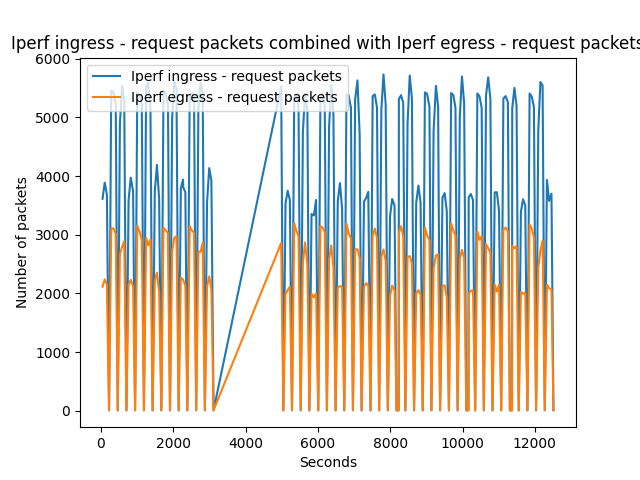 Iperf ingress - request packets combined with Iperf egress - request packets
Iperf ingress - request packets
Iperf egress - request packets
6000
5000
4000
3000
2000
1000
0
Number of packets
0 2000 4000 6000 8000 10000 12000
Seconds